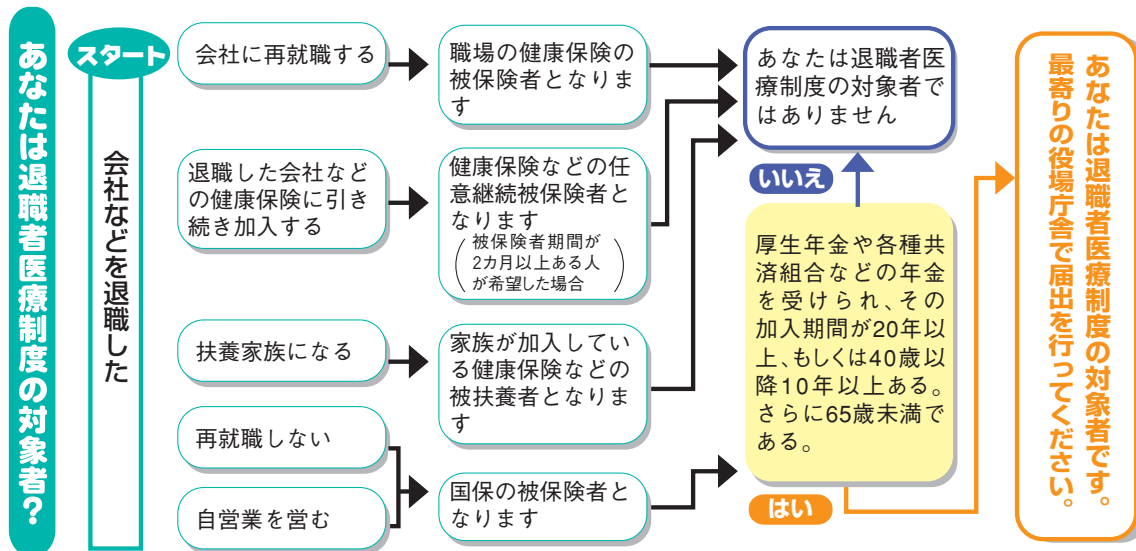 あなたは退職者医療制度の対象者？
スタート
会社などを退職した
会社に再就職する
職場の健康保険の
被保険者となりま
す
あなたは退職者医
療制度の対象者で
はありません
退職した会社など
の健康保険に引き
続き加入する
健康保険などの任
意継続被保険者と
なります
（被保険者期間が
2カ月以上ある人
が希望した場合）
扶養家族になる
家族が加入してい
る健康保険などの
被扶養者となりま
す
再就職しない
自営業を営む
国保の被保険者と
なります
いいえ
厚生年金や各種共
済組合などの年金
を受けられ、その
加入期間が20年以
上、もしくは40歳以
降10年以上ある。
さらに65歳未満で
ある。
はい
あなたは退職者医療制度の対象者です。
最寄りの役場庁舎で届出を行ってください。